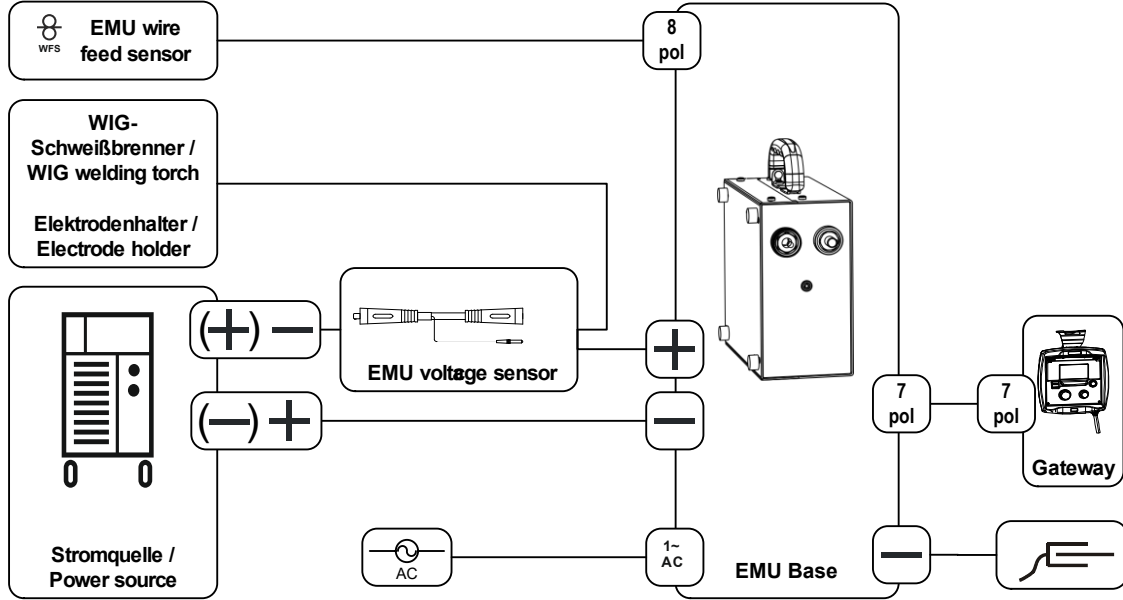 WFS
EMU wire
feed sensor
8
pol
WIG-
Schweißbrenner /
WIG welding torch
Elektrodenhalter /
Electrode holder
(+) —
EMU voltage sensor
+
(—) +
—
7
pol
7
pol
Gateway
Stromquelle /
Power source
AC
1~
AC
EMU Base
—